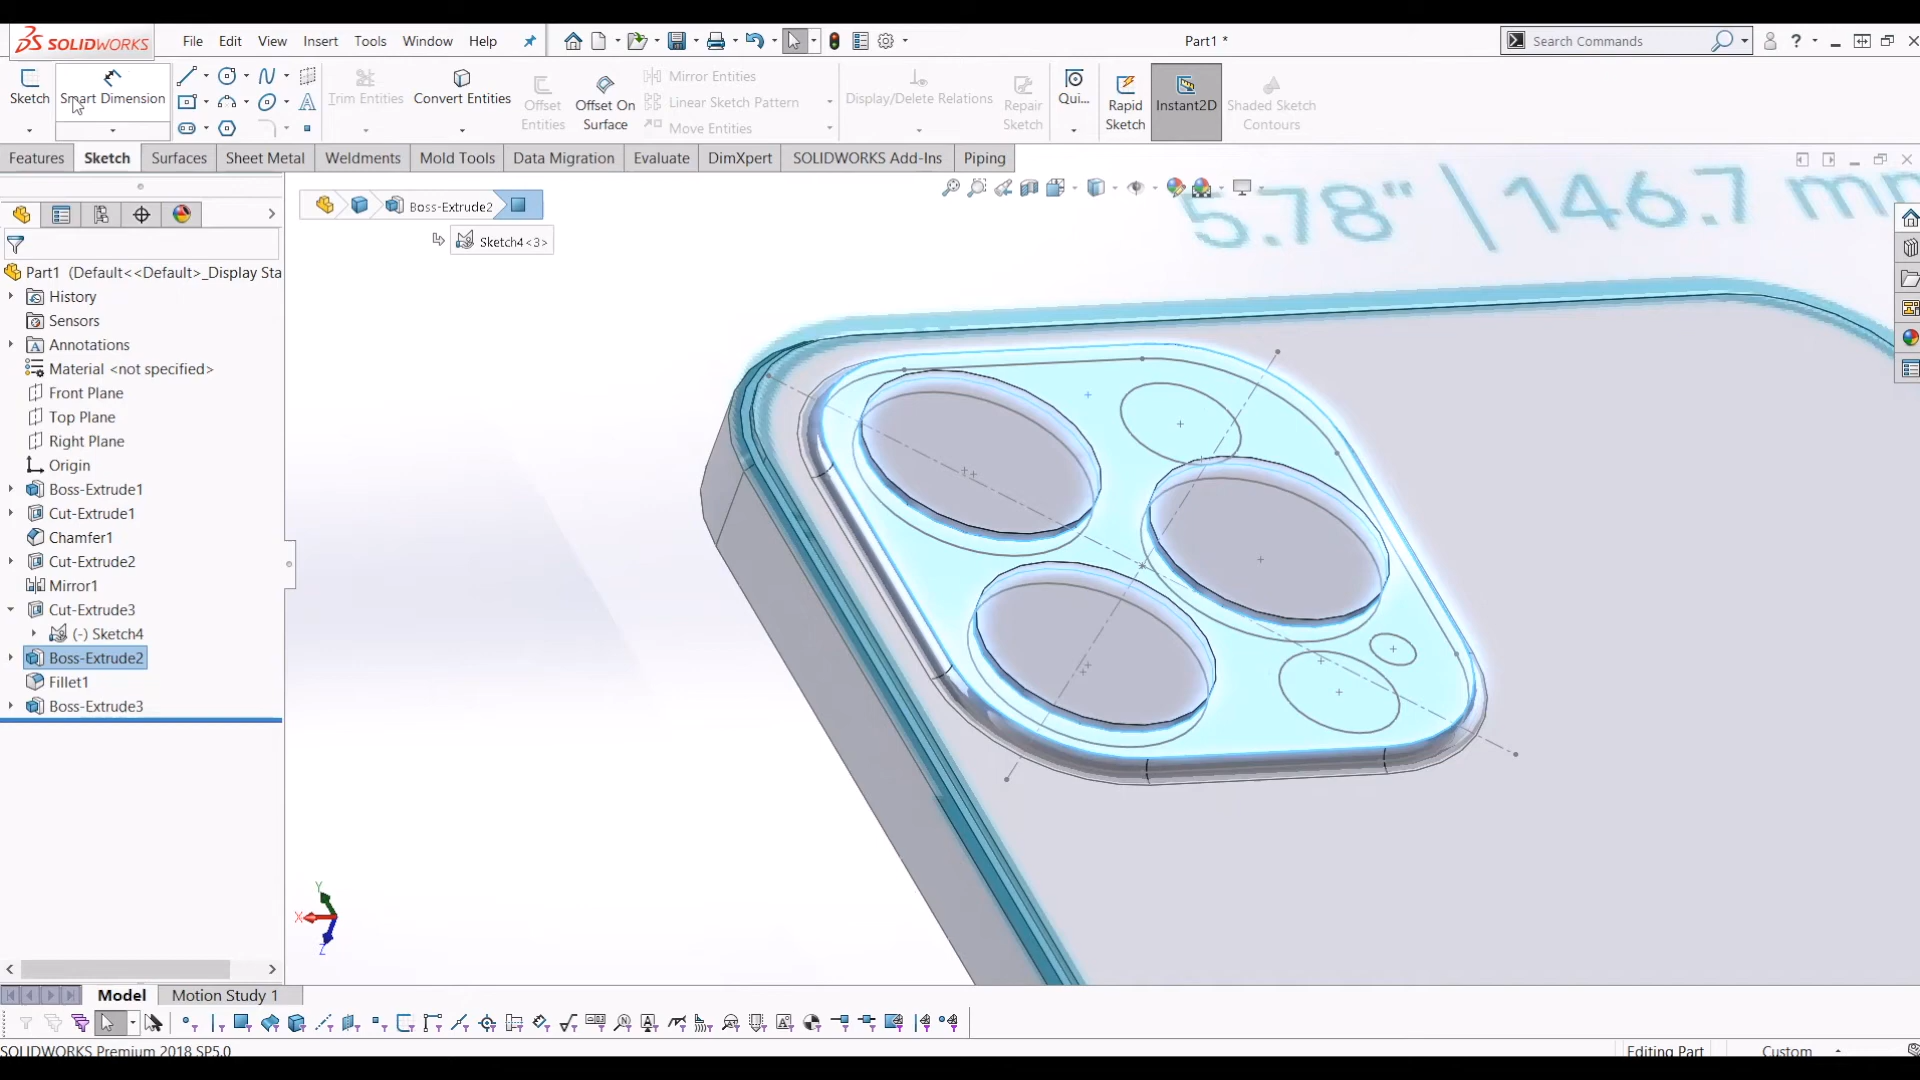 SOLIDWORKS
File Edit View Insert Tools Window Help
Part1 *
Search Commands
Sketch Smart Dimension Trim Entities Convert Entities Offset Entities Offset On Surface Mirror Entities Linear Sketch Pattern Move Entities Display/Delete Relations Repair Sketch Qui... Rapid Sketch Instant2D Shaded Sketch Contours
Features Sketch Surfaces Sheet Metal Weldments Mold Tools Data Migration Evaluate DimXpert SOLIDWORKS Add-Ins Piping
Boss-Extrude2
Sketch4<3>
5.78" | 146.7 mm
Part1 (Default<<Default>_Display Sta
History
Sensors
Annotations
Material <not specified>
Front Plane
Top Plane
Right Plane
Origin
Boss-Extrude1
Cut-Extrude1
Chamfer1
Cut-Extrude2
Mirror1
Cut-Extrude3
(-) Sketch4
Boss-Extrude2
Fillet1
Boss-Extrude3
Y
X
Z
Model Motion Study 1
SOLIDWORKS Premium 2018 SP5.0
Editing Part Custom